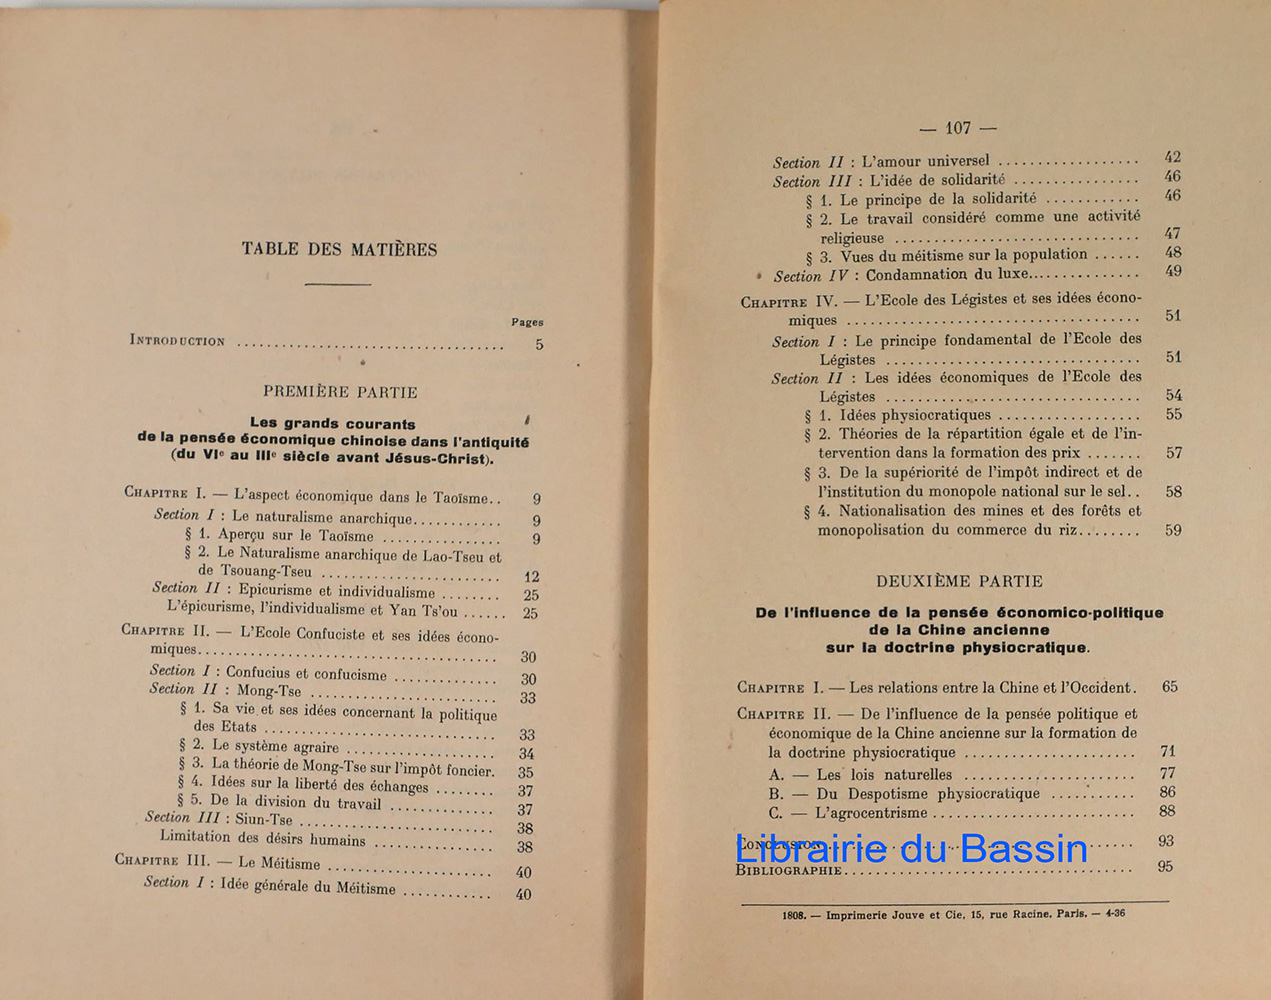 TABLE DES MATIÈRES
Pages
INTRODUCTION .................................. 5
PREMIÈRE PARTIE
Les grands courants
de la pensée économique chinoise dans l'antiquité
(du VIe au IIIe siècle avant Jésus-Christ).
CHAPITRE I. — L'aspect économique dans le Taoïsme.. 9
Section I : Le naturalisme anarchique............ 9
§ 1. Aperçu sur le Taoïsme ................ 9
§ 2. Le Naturalisme anarchique de Lao-Tseu et
de Tsouang-Tseu ........................ 12
Section II : Epicurisme et individualisme ........ 25
L'épicurisme, l'individualisme et Yan Ts'ou ...... 25
CHAPITRE II. — L'Ecole Confuciste et ses idées écono-
miques........................................ 30
Section I : Confucius et confucisme .............. 30
Section II : Mong-Tse ......................... 33
§ 1. Sa vie et ses idées concernant la politique
des Etats ............................... 33
§ 2. Le système agraire .................... 34
§ 3. La théorie de Mong-Tse sur l'impôt foncier. 35
§ 4. Idées sur la liberté des échanges ........ 37
§ 5. De la division du travail .............. 37
Section III : Siun-Tse .......................... 38
Limitation des désirs humains ................ 38
CHAPITRE III. — Le Méitisme ...................... 40
Section I : Idée générale du Méitisme ............ 40
— 107 —
Section II : L'amour universel .................. 42
Section III : L'idée de solidarité ................ 46
§ 1. Le principe de la solidarité ............ 46
§ 2. Le travail considéré comme une activité
religieuse ............................... 47
§ 3. Vues du méitisme sur la population ...... 48
Section IV : Condamnation du luxe............... 49
CHAPITRE IV. — L'Ecole des Légistes et ses idées écono-
miques ...................................... 51
Section I : Le principe fondamental de l'Ecole des
Légistes ................................. 51
Section II : Les idées économiques de l'Ecole des
Légistes ................................. 54
§ 1. Idées physiocratiques .................. 55
§ 2. Théories de la répartition égale et de l'in-
tervention dans la formation des prix ....... 57
§ 3. De la supériorité de l'impôt indirect et de
l'institution du monopole national sur le sel.. 58
§ 4. Nationalisation des mines et des forêts et
monopolisation du commerce du riz........ 59
DEUXIÈME PARTIE
De l'influence de la pensée économico-politique
de la Chine ancienne
sur la doctrine physiocratique.
CHAPITRE I. — Les relations entre la Chine et l'Occident. 65
CHAPITRE II. — De l'influence de la pensée politique et
économique de la Chine ancienne sur la formation de
la doctrine physiocratique ...................... 71
A. — Les lois naturelles ...................... 77
B. — Du Despotisme physiocratique ........... 86
C. — L'agrocentrisme .......................... 88
CONCLUSION ........................................ 93
Librairie du Bassin
BIBLIOGRAPHIE..................................... 95
1808. — Imprimerie Jouve et Cie, 15, rue Racine, Paris. — 4-36